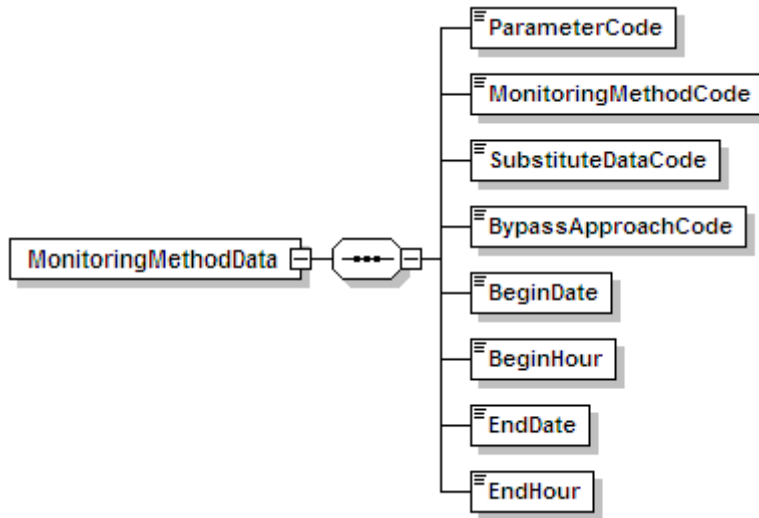 ParameterCode
MonitoringMethodCode
SubstituteDataCode
BypassApproachCode
MonitoringMethodData
BeginDate
BeginHour
EndDate
EndHour